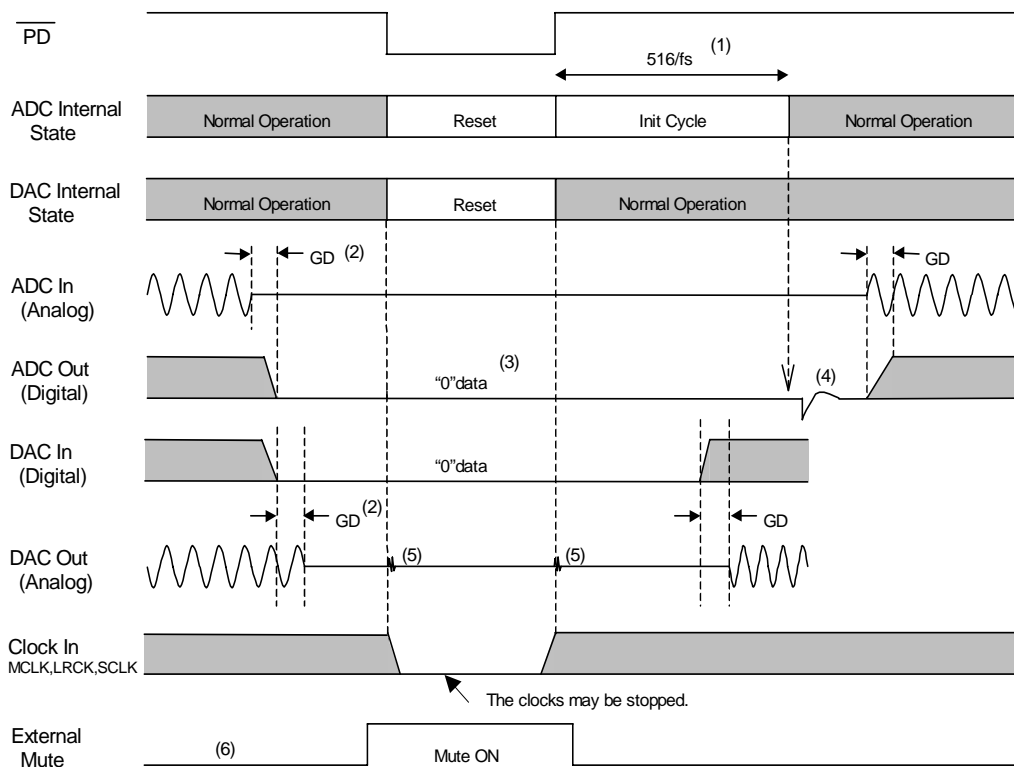 PD
516/fs (1)
ADC Internal
State
Normal Operation Reset Init Cycle Normal Operation
DAC Internal
State
Normal Operation Reset Normal Operation
GD (2) GD
ADC In
(Analog)
ADC Out
(Digital)
“0”data (3) (4)
DAC In
(Digital)
“0”data
GD (2) GD
DAC Out
(Analog)
(5) (5)
Clock In
MCLK,LRCK,SCLK
The clocks may be stopped.
External
Mute
(6) Mute ON